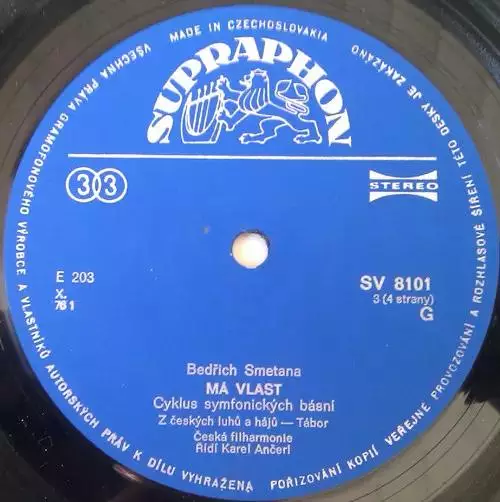 MADE IN CZECHOSLOVAKIA
VŠECHNA PRÁVA GRAMOFONOVÉHO VÝROBCE A VLASTNÍKŮ AUTORSKÝCH PRÁV K DÍLU VYHRAŽENA POŘIZOVÁNÍ KOPIÍ VEŘEJNÉ PROVOZOVÁNÍ A ROZHLASOVÉ ŠÍŘENÍ TÉTO DESKY JE ZAKÁZÁNO
SUPRAPHON
33
STEREO
E 203
X.
76 1
SV 8101
3 (4 strany)
G
Bedřich Smetana
MÁ VLAST
Cyklus symfonických básní
Z českých luhů a hájů — Tábor
Česká filharmonie
Řídí Karel Ančerl